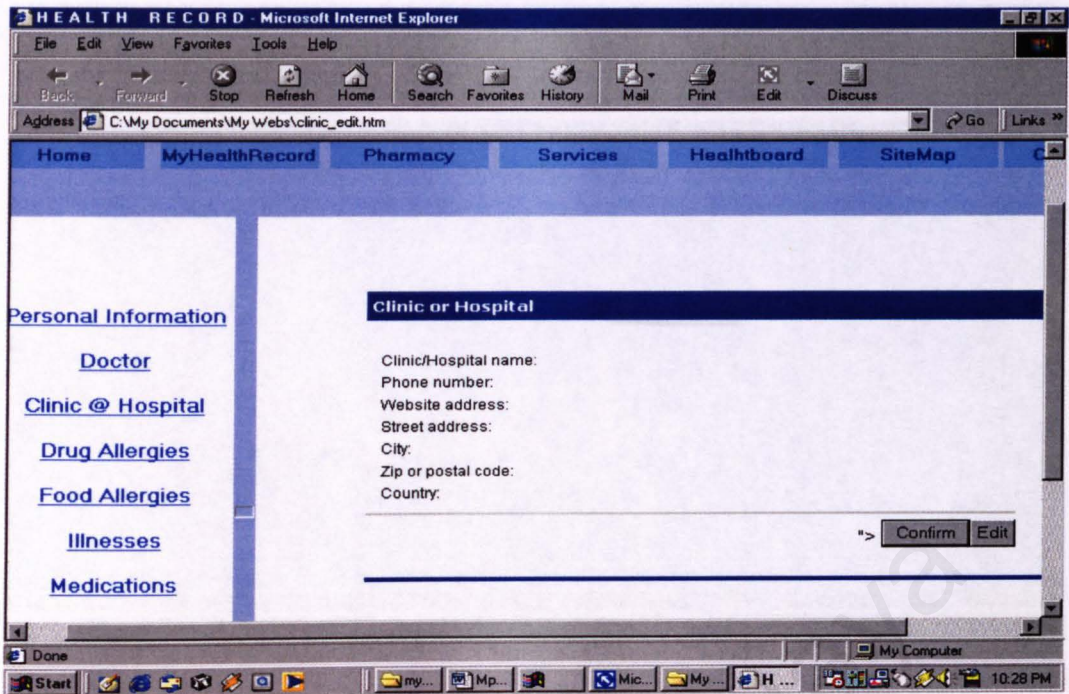 HEALTH RECORD - Microsoft Internet Explorer
File Edit View Favorites Tools Help
Back Forward Stop Refresh Home Search Favorites History Mail Print Edit Discuss
Address C:\My Documents\My Webs\clinic_edit.htm Go Links »
Home MyHealthRecord Pharmacy Services Healhtboard SiteMap C
Personal Information
Doctor
Clinic @ Hospital
Drug Allergies
Food Allergies
Illnesses
Medications
Clinic or Hospital
Clinic/Hospital name:
Phone number:
Website address:
Street address:
City:
Zip or postal code:
Country:
"> Confirm Edit
Done My Computer
Start my... Mp... Mic... My ... H ... 10:28 PM